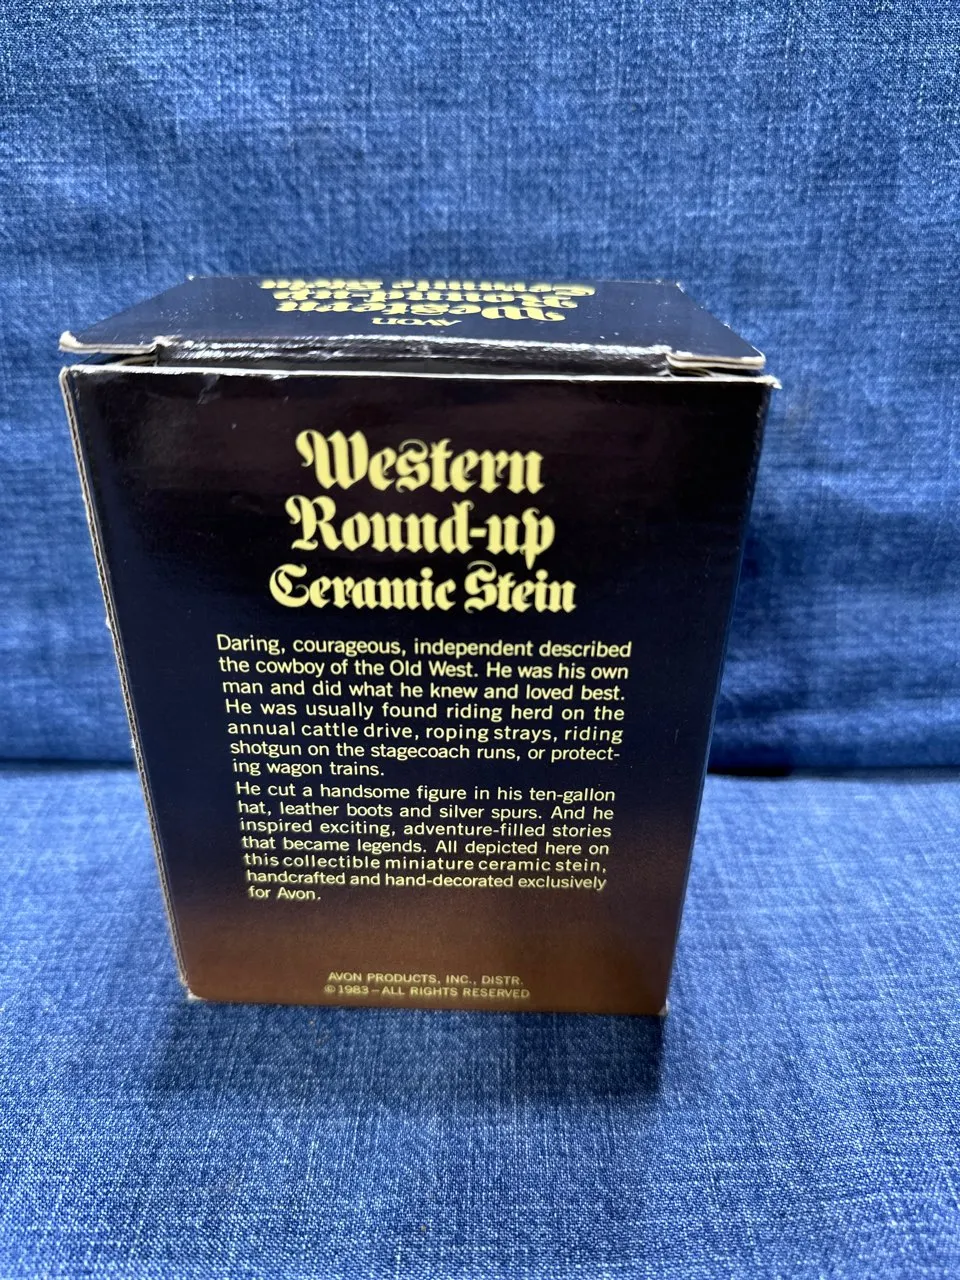 Ceramic Stein
Round-up
Western
AVON
Western
Round-up
Ceramic Stein
Daring, courageous, independent described
the cowboy of the Old West. He was his own
man and did what he knew and loved best.
He was usually found riding herd on the
annual cattle drive, roping strays, riding
shotgun on the stagecoach runs, or protect-
ing wagon trains.
He cut a handsome figure in his ten-gallon
hat, leather boots and silver spurs. And he
inspired exciting, adventure-filled stories
that became legends. All depicted here on
this collectible miniature ceramic stein,
handcrafted and hand-decorated exclusively
for Avon.
AVON PRODUCTS, INC., DISTR.
©1983–ALL RIGHTS RESERVED